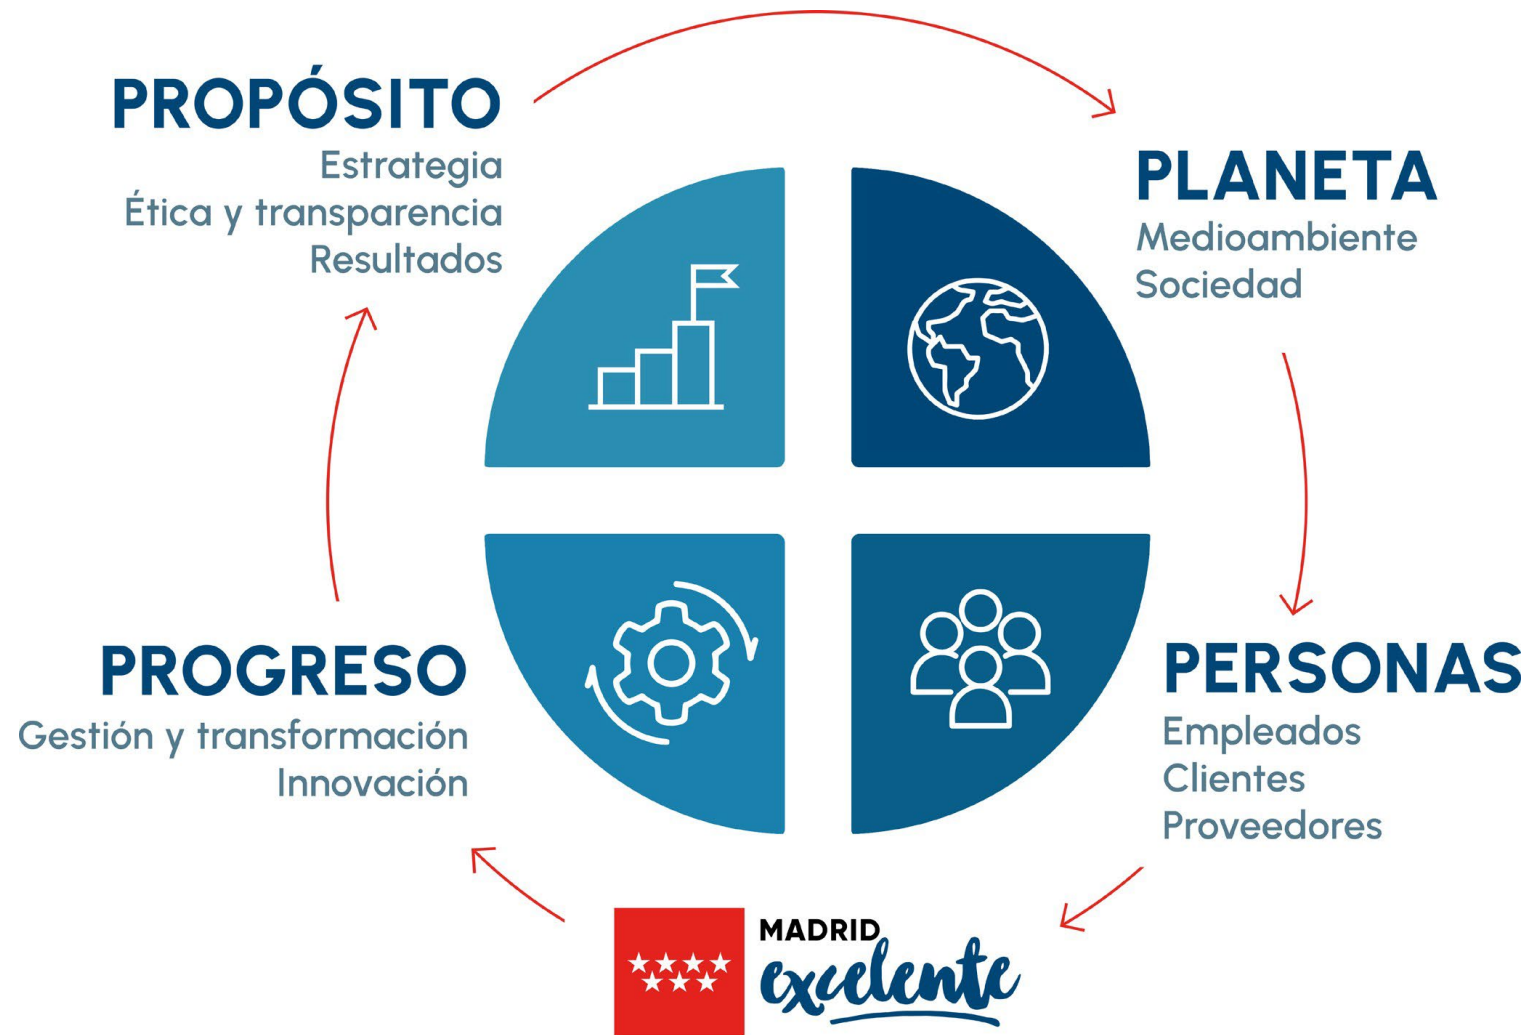 PROPÓSITO
Estrategia
Ética y transparencia
Resultados
PLANETA
Medioambiente
Sociedad
PROGRESO
Gestión y transformación
Innovación
PERSONAS
Empleados
Clientes
Proveedores
MADRID
excelente